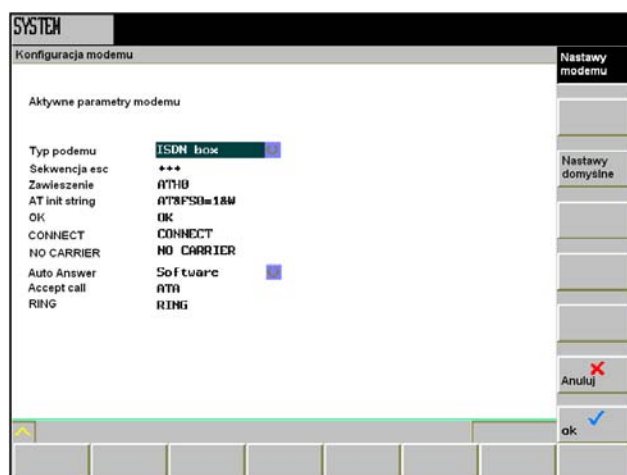 SYSTEM
Konfiguracja modemu
Nastawy
modemu
Aktywne parametry modemu
Typ podemu ISDN box
Sekwencja esc +++
Nastawy
domyślne
Zawieszenie ATH0
AT init string AT&FS0=1&W
OK OK
CONNECT CONNECT
NO CARRIER NO CARRIER
Auto Answer Software
Accept call ATA
RING RING
Anuluj
ok